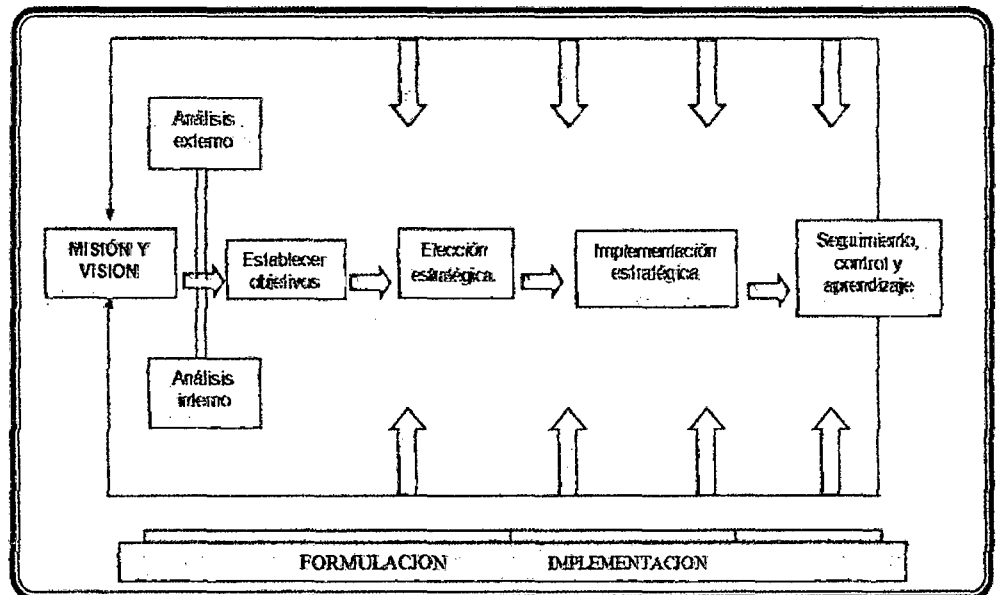 Análisis
externo
MISIÓN Y
VISION
Establecer
objetivos
Elección
estratégica.
Implementación
estratégica
Seguimiento,
control y
aprendizaje
Análisis
interno
FORMULACION IMPLEMENTACION